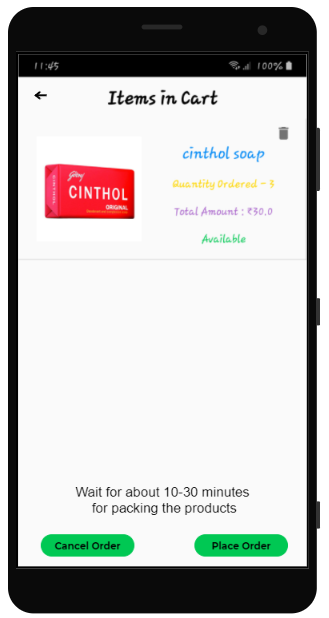 11:45
100%
Items in Cart
cinthol soap
Godrej
CINTHOL
ORIGINAL
Quantity Ordered - 3
Total Amount : ₹30.0
Available
Wait for about 10-30 minutes
for packing the products
Cancel Order
Place Order